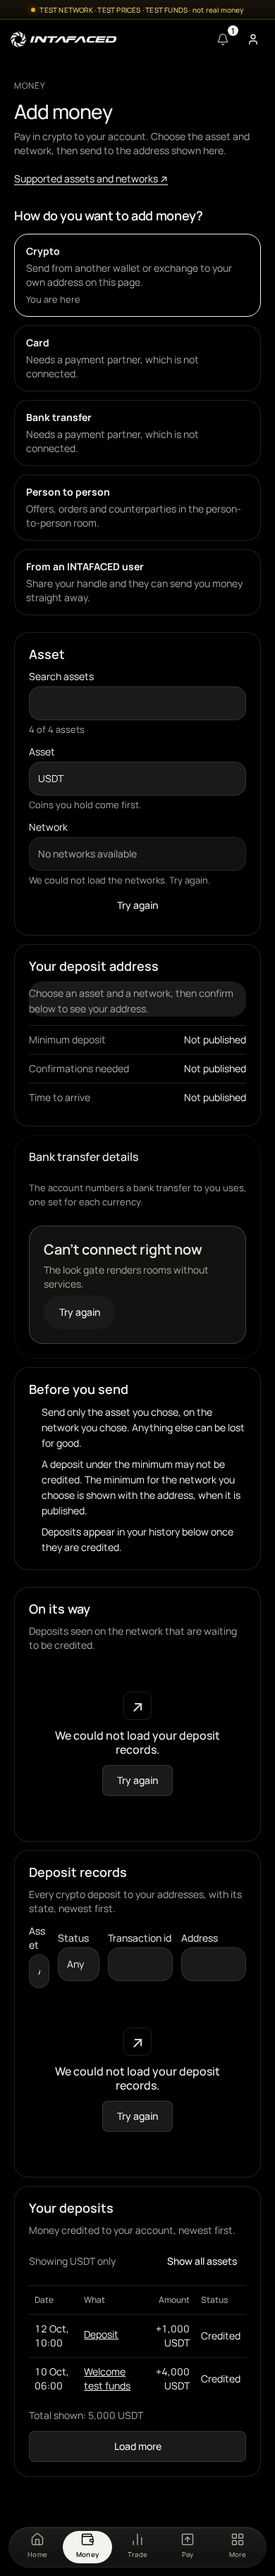 TEST NETWORK · TEST PRICES · TEST FUNDS · not real money
INTAFACED
1
MONEY
Add money
Pay in crypto to your account. Choose the asset and
network, then send to the address shown here.
Supported assets and networks ↗
How do you want to add money?
Crypto
Send from another wallet or exchange to your
own address on this page.
You are here
Card
Needs a payment partner, which is not
connected.
Bank transfer
Needs a payment partner, which is not
connected.
Person to person
Offers, orders and counterparties in the person-
to-person room.
From an INTAFACED user
Share your handle and they can send you money
straight away.
Asset
Search assets
4 of 4 assets
Asset
USDT
Coins you hold come first.
Network
No networks available
We could not load the networks. Try again.
Try again
Your deposit address
Choose an asset and a network, then confirm
below to see your address.
Minimum deposit Not published
Confirmations needed Not published
Time to arrive Not published
Bank transfer details
The account numbers a bank transfer to you uses,
one set for each currency.
Can't connect right now
The look gate renders rooms without
services.
Try again
Before you send
Send only the asset you chose, on the
network you chose. Anything else can be lost
for good.
A deposit under the minimum may not be
credited. The minimum for the network you
choose is shown with the address, when it is
published.
Deposits appear in your history below once
they are credited.
On its way
Deposits seen on the network that are waiting
to be credited.
We could not load your deposit
records.
Try again
Deposit records
Every crypto deposit to your addresses, with its
state, newest first.
Ass
et
Status Transaction id Address
Any
We could not load your deposit
records.
Try again
Your deposits
Money credited to your account, newest first.
Showing USDT only Show all assets
Date What Amount Status
12 Oct,
10:00
Deposit
+1,000
USDT
Credited
10 Oct,
06:00
Welcome
test funds
+4,000
USDT
Credited
Total shown: 5,000 USDT
Load more
Home Money Trade Pay More